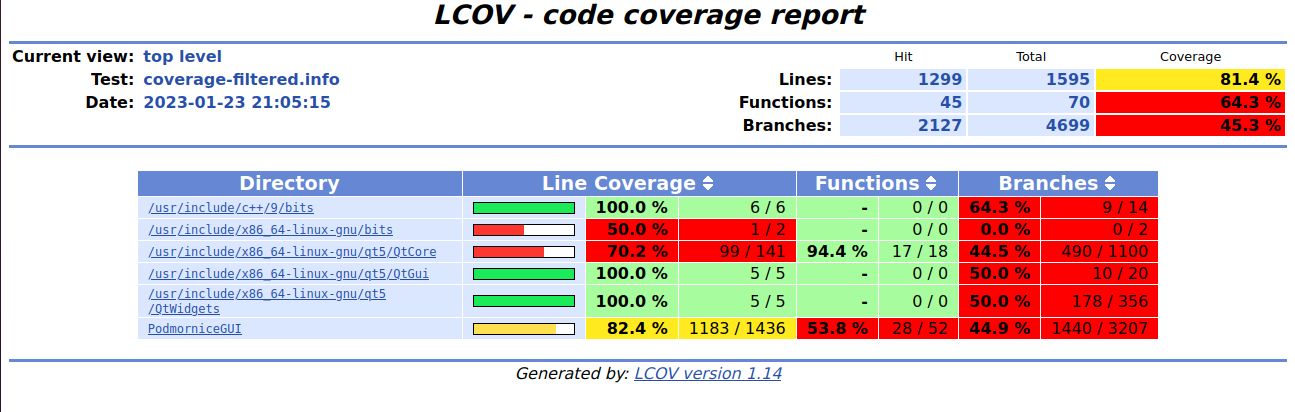 LCOV - code coverage report
Current view: top level Hit Total Coverage
Test: coverage-filtered.info Lines: 1299 1595 81.4 %
Date: 2023-01-23 21:05:15 Functions: 45 70 64.3 %
Branches: 2127 4699 45.3 %
Directory Line Coverage Functions Branches
/usr/include/c++/9/bits 100.0 % 6 / 6 - 0 / 0 64.3 % 9 / 14
/usr/include/x86_64-linux-gnu/bits 50.0 % 1 / 2 - 0 / 0 0.0 % 0 / 2
/usr/include/x86_64-linux-gnu/qt5/QtCore 70.2 % 99 / 141 94.4 % 17 / 18 44.5 % 490 / 1100
/usr/include/x86_64-linux-gnu/qt5/QtGui 100.0 % 5 / 5 - 0 / 0 50.0 % 10 / 20
/usr/include/x86_64-linux-gnu/qt5
/QtWidgets 100.0 % 5 / 5 - 0 / 0 50.0 % 178 / 356
PodmorniceGUI 82.4 % 1183 / 1436 53.8 % 28 / 52 44.9 % 1440 / 3207
Generated by: LCOV version 1.14